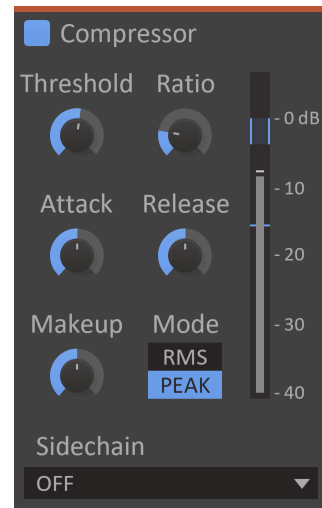 Compressor
Threshold Ratio
- 0 dB
Attack Release
- 10
- 20
Makeup Mode
- 30
RMS
PEAK
- 40
Sidechain
OFF